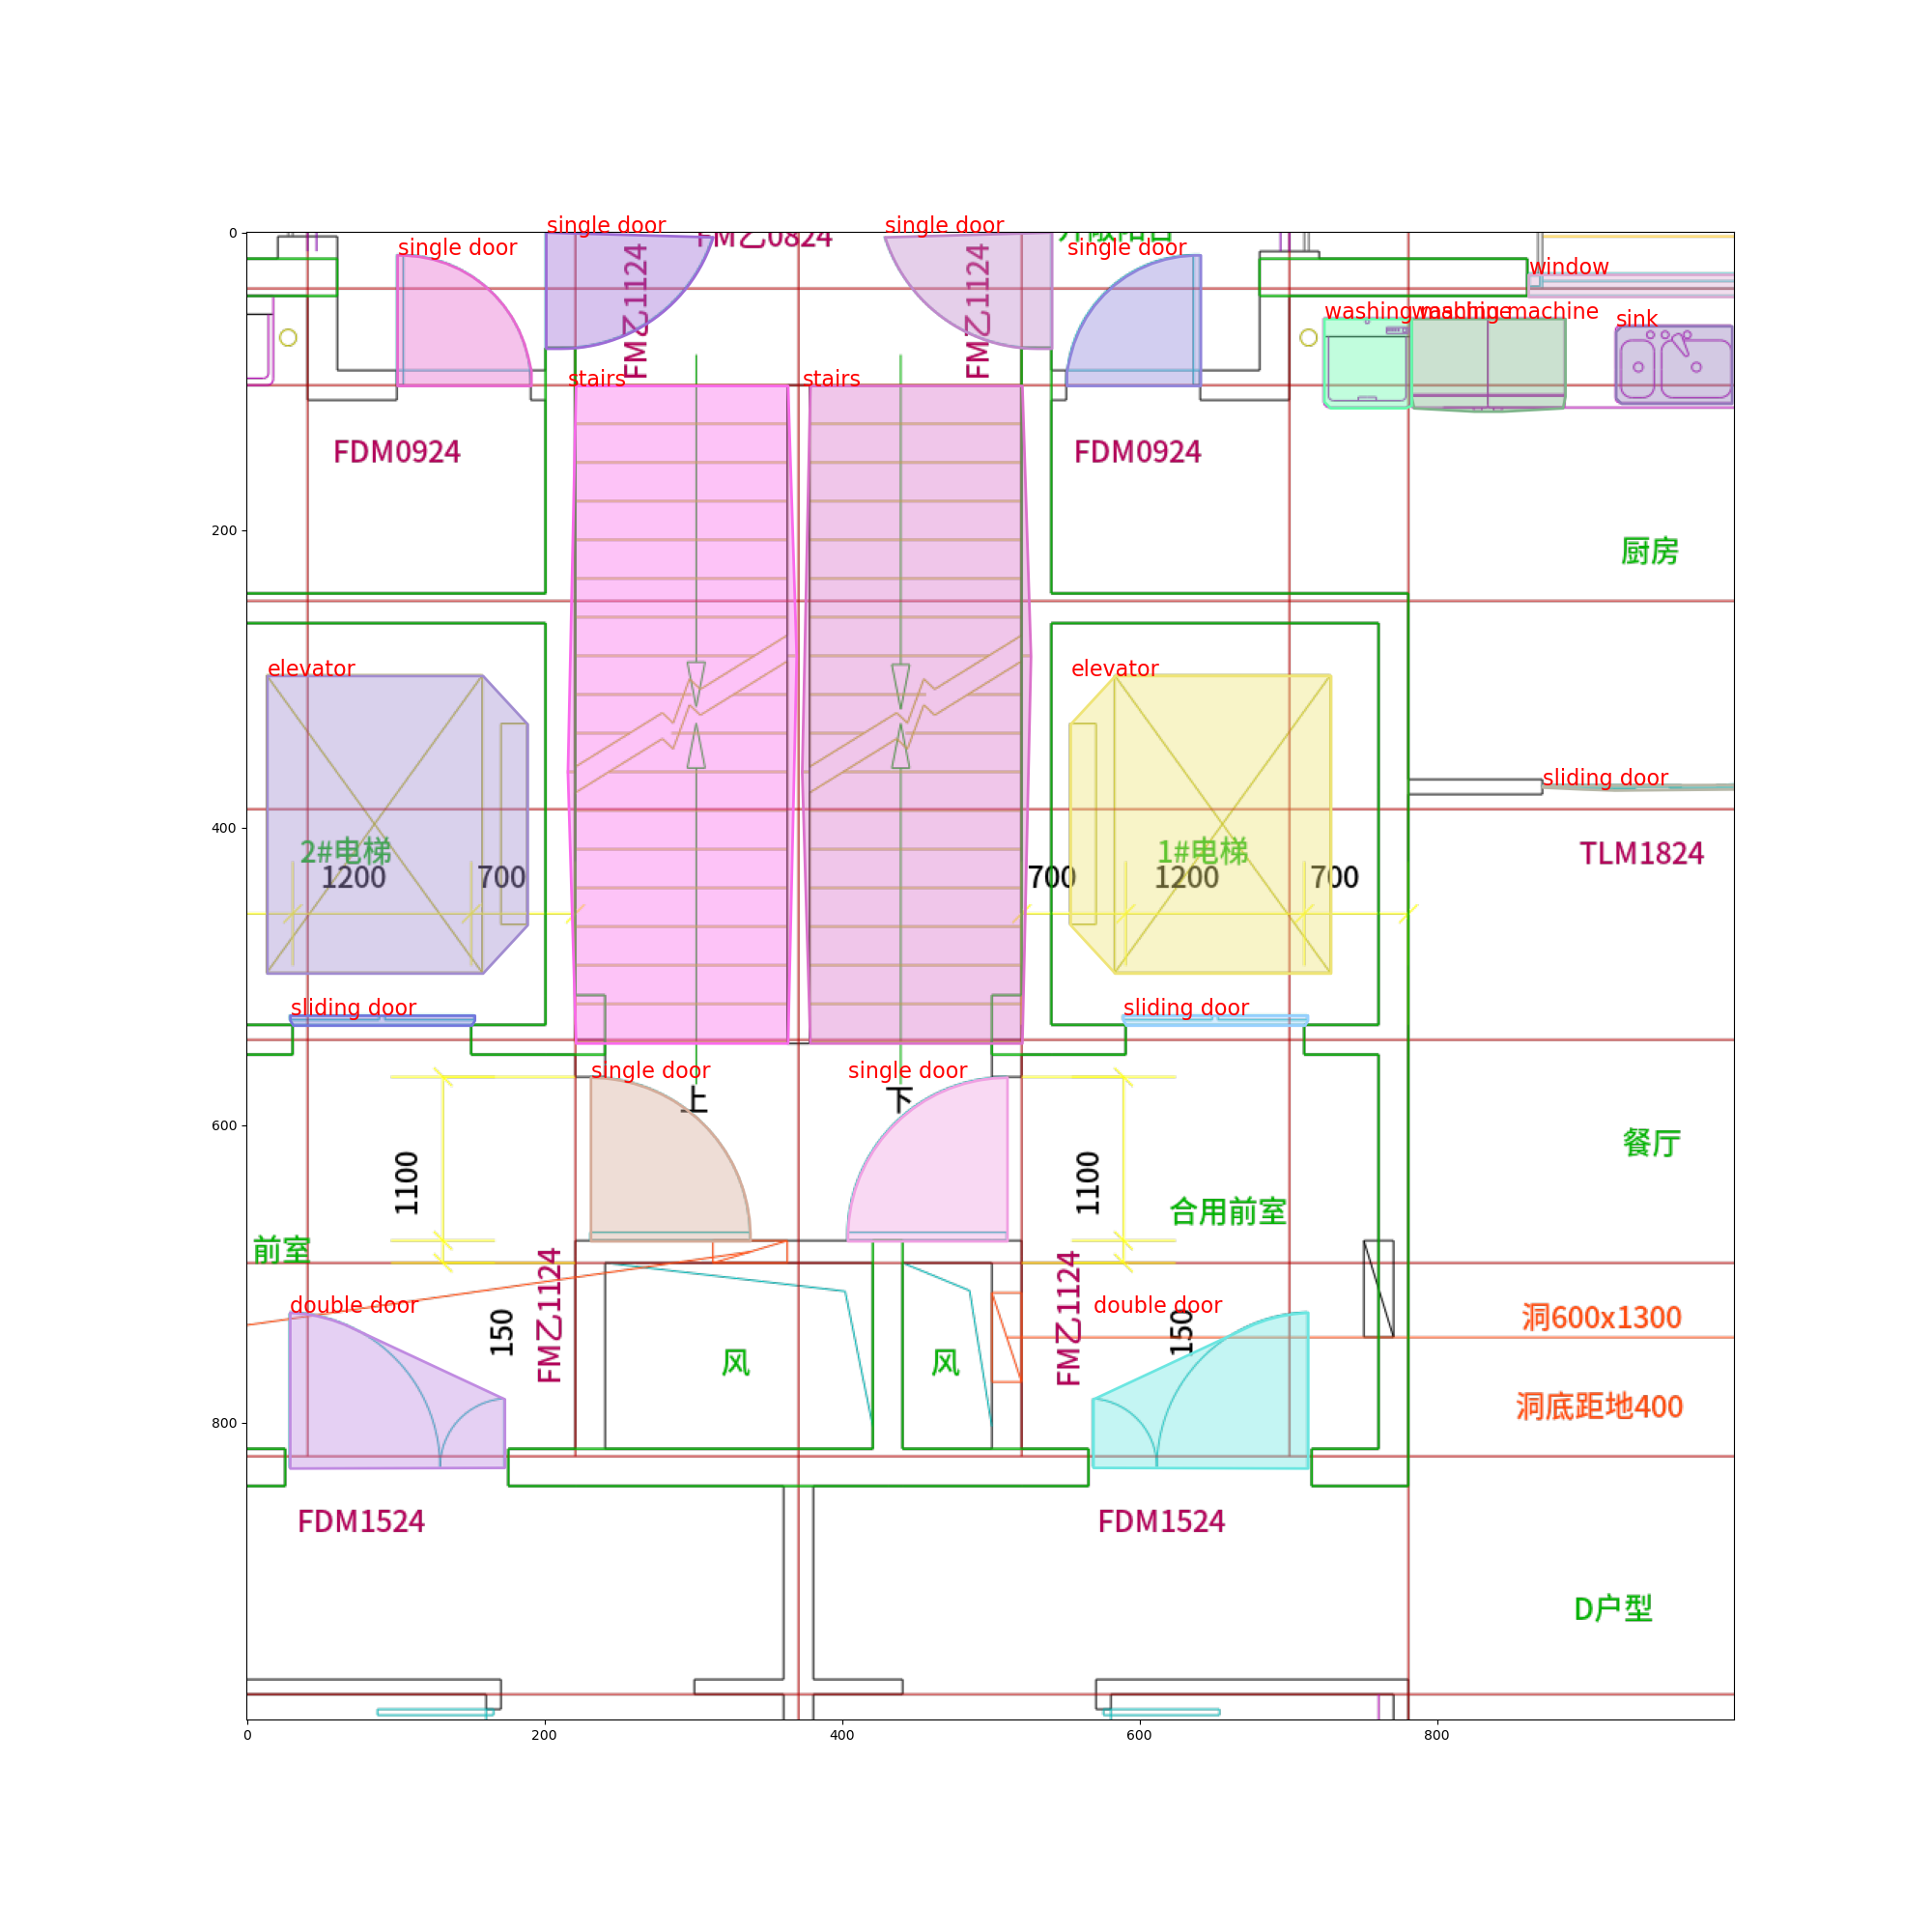 single door
single door
FM乙0824
single door
single door
window
FM乙1124
FM乙1124
washing machine
washing machine
sink
stairs
stairs
FDM0924
FDM0924
厨房
elevator
elevator
sliding door
2#电梯
1#电梯
TLM1824
1200
700
700
1200
700
sliding door
sliding door
single door
single door
上
下
餐厅
1100
1100
合用前室
前室
double door
double door
150
FM乙1124
FM乙1124
150
洞600x1300
风
风
洞底距地400
FDM1524
FDM1524
D户型
0
200
400
600
800
0
200
400
600
800